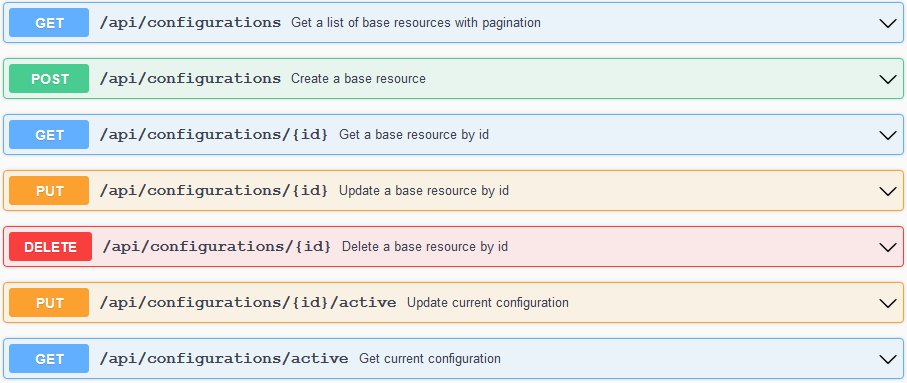 GET /api/configurations Get a list of base resources with pagination
POST /api/configurations Create a base resource
GET /api/configurations/{id} Get a base resource by id
PUT /api/configurations/{id} Update a base resource by id
DELETE /api/configurations/{id} Delete a base resource by id
PUT /api/configurations/{id}/active Update current configuration
GET /api/configurations/active Get current configuration